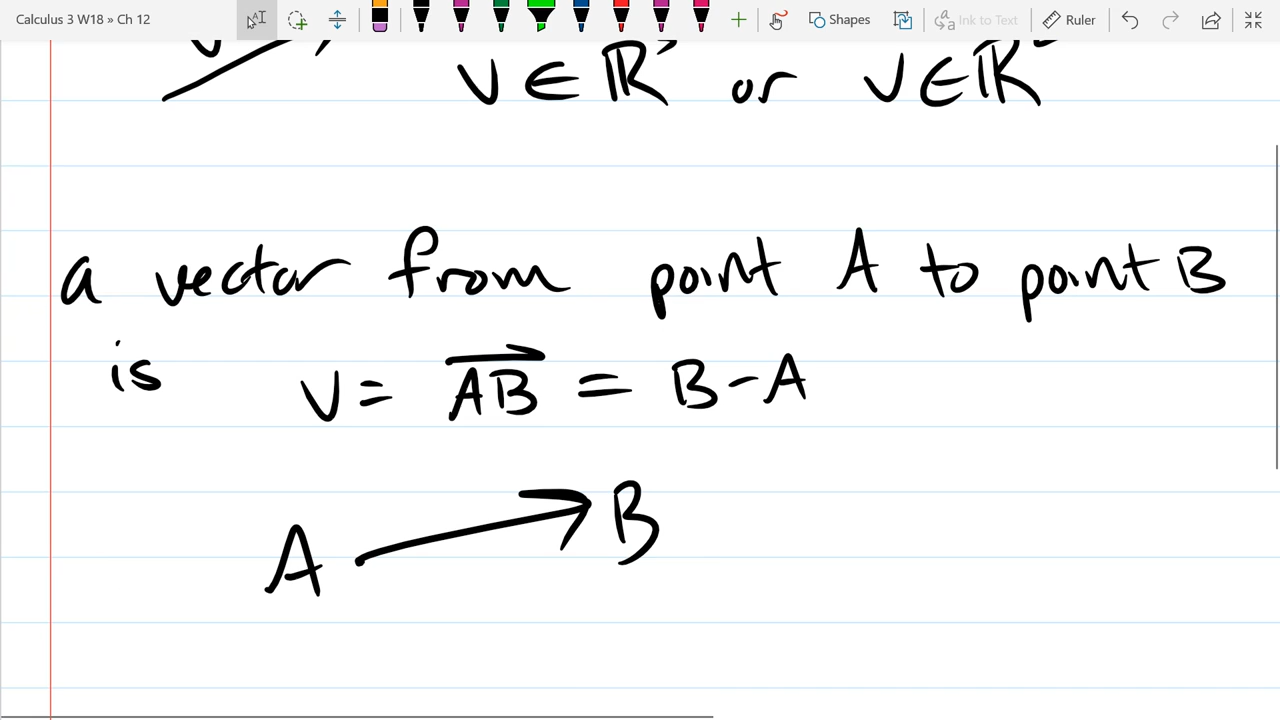 Calculus 3 W18 » Ch 12
Shapes
Ink to Text
Ruler
V ∈ ℝ³ or V ∈ ℝ²
a vector from point A to point B
is V = \overrightarrow{AB} = B - A
A B